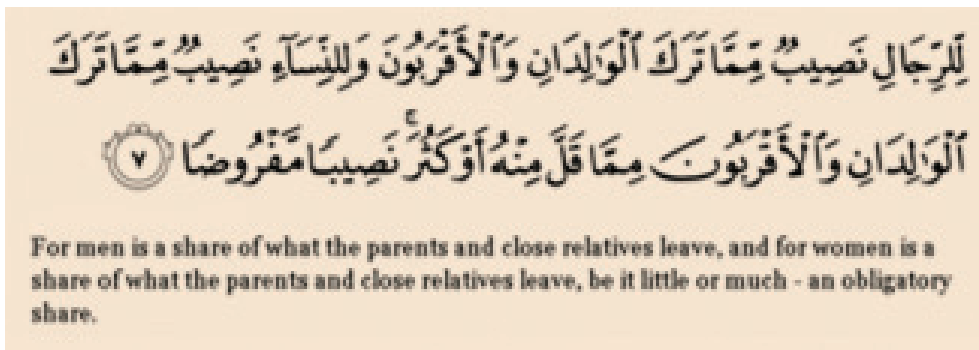 لِّلرِّجَالِ نَصِيبٌ مِّمَّا تَرَكَ ٱلْوَٰلِدَانِ وَٱلْأَقْرَبُونَ وَلِلنِّسَآءِ نَصِيبٌ مِّمَّا تَرَكَ
ٱلْوَٰلِدَانِ وَٱلْأَقْرَبُونَ مِمَّا قَلَّ مِنْهُ أَوْ كَثُرَ ۚ نَصِيبًا مَّفْرُوضًا ٧
For men is a share of what the parents and close relatives leave, and for women is a
share of what the parents and close relatives leave, be it little or much - an obligatory
share.